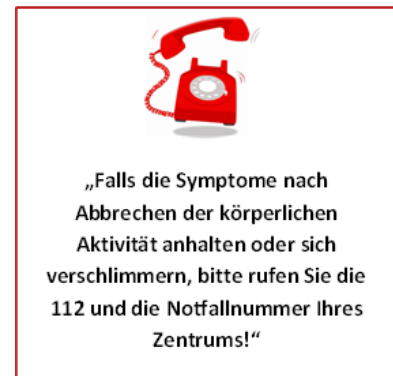 „Falls die Symptome nach
Abbrechen der körperlichen
Aktivität anhalten oder sich
verschlimmern, bitte rufen Sie die
112 und die Notfallnummer Ihres
Zentrums!“